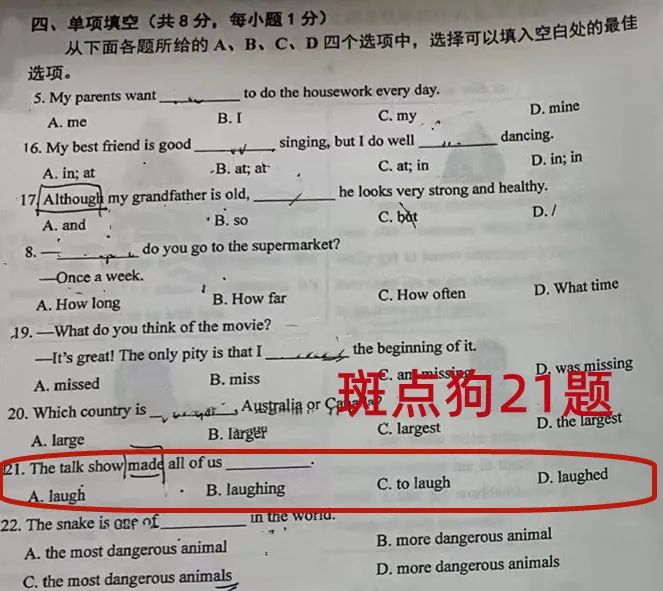 四、单项填空（共8分，每小题1分）
从下面各题所给的A、B、C、D四个选项中，选择可以填入空白处的最佳
选项。
5. My parents want ________ to do the housework every day.
A. me B. I C. my D. mine
16. My best friend is good ________ singing, but I do well ________ dancing.
A. in; at B. at; at C. at; in D. in; in
17. Although my grandfather is old, ________ he looks very strong and healthy.
A. and B. so C. but D. /
8. —________ do you go to the supermarket?
—Once a week.
A. How long B. How far C. How often D. What time
19. —What do you think of the movie?
—It's great! The only pity is that I ________ the beginning of it.
A. missed B. miss C. am missing D. was missing
20. Which country is ________, Australia or Canada?
A. large B. larger C. largest D. the largest
斑点狗21题
21. The talk show made all of us ________.
A. laugh B. laughing C. to laugh D. laughed
22. The snake is one of ________ in the world.
A. the most dangerous animal B. more dangerous animal
C. the most dangerous animals D. more dangerous animals